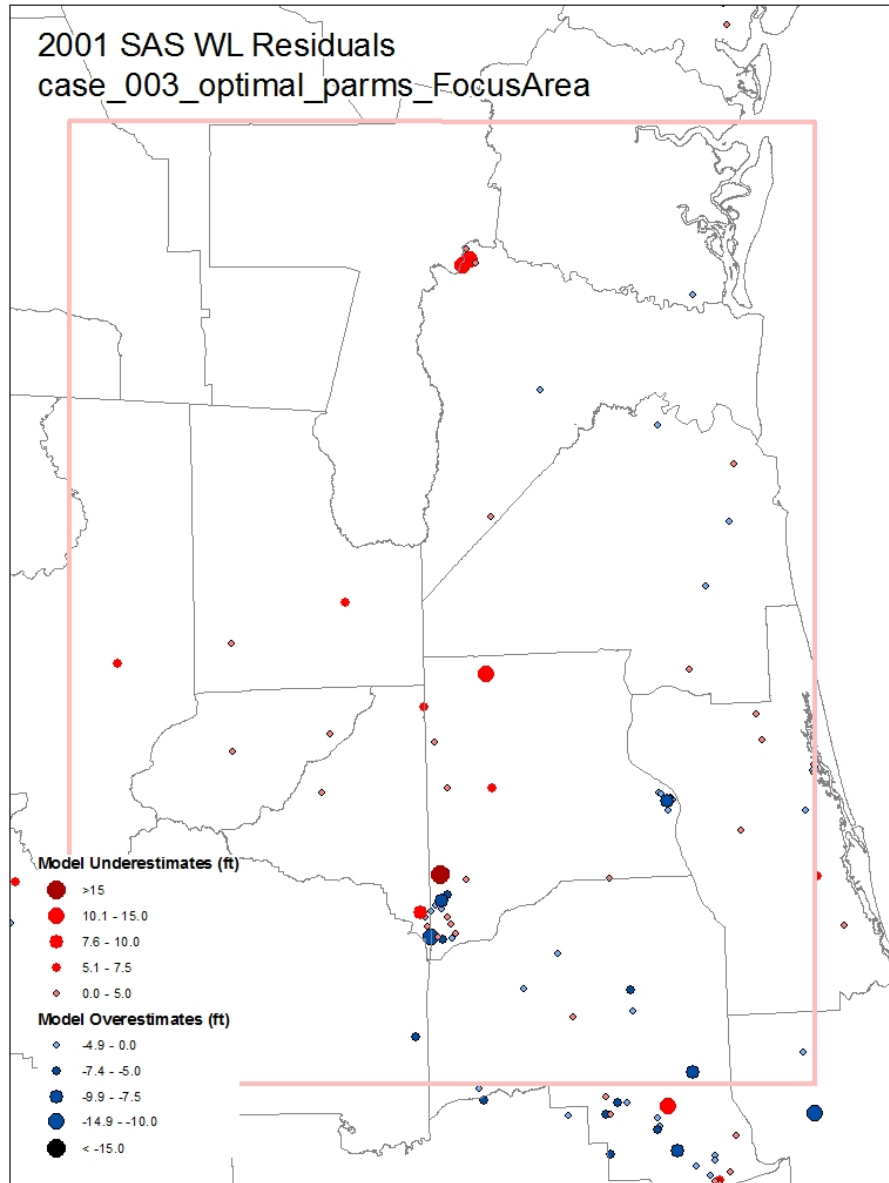 2001 SAS WL Residuals
case_003_optimal_parms_FocusArea
Model Underestimates (ft)
>15
10.1 - 15.0
7.6 - 10.0
5.1 - 7.5
0.0 - 5.0
Model Overestimates (ft)
-4.9 - 0.0
-7.4 - -5.0
-9.9 - -7.5
-14.9 - -10.0
< -15.0